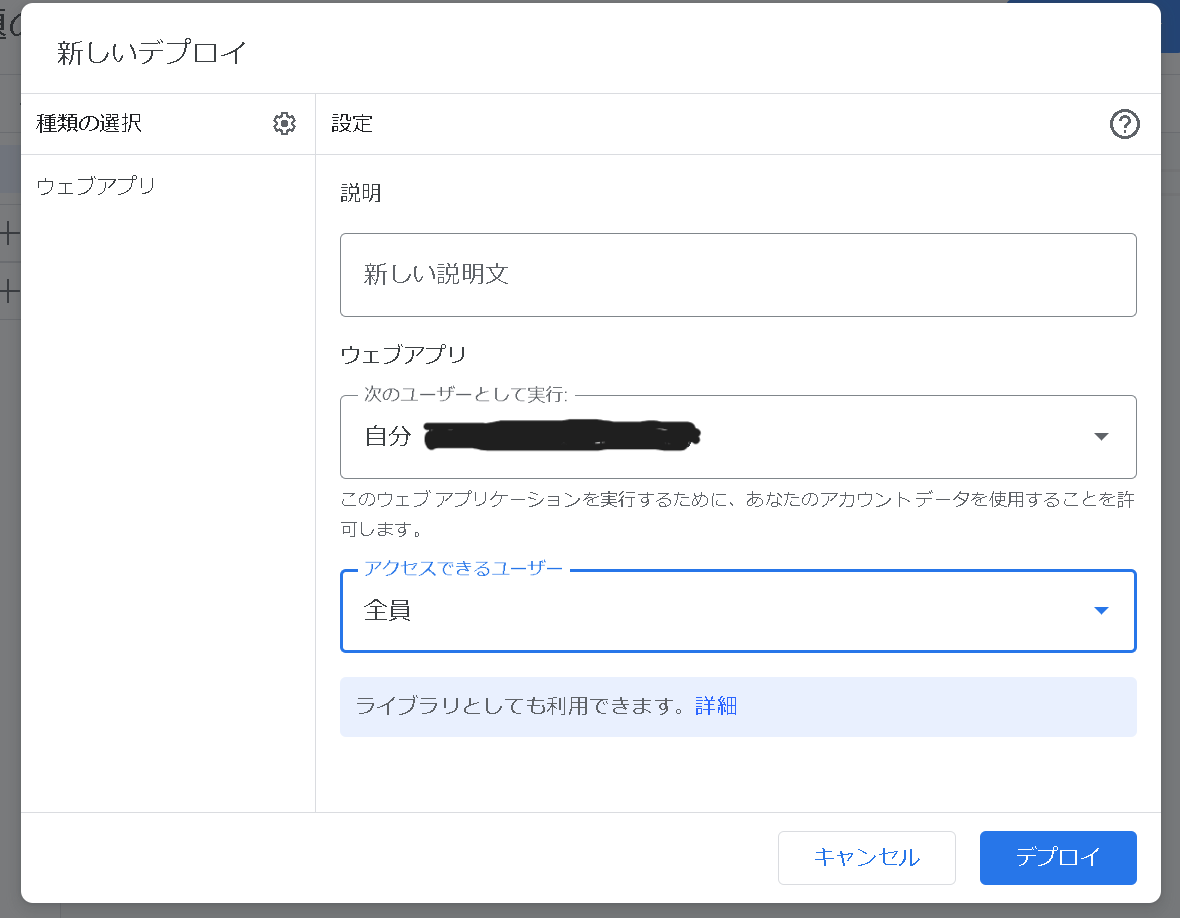 新しいデプロイ
種類の選択
設定
ウェブアプリ
説明
新しい説明文
ウェブアプリ
次のユーザーとして実行:
自分
このウェブ アプリケーションを実行するために、あなたのアカウント データを使用することを許
可します。
アクセスできるユーザー
全員
ライブラリとしても利用できます。詳細
キャンセル
デプロイ